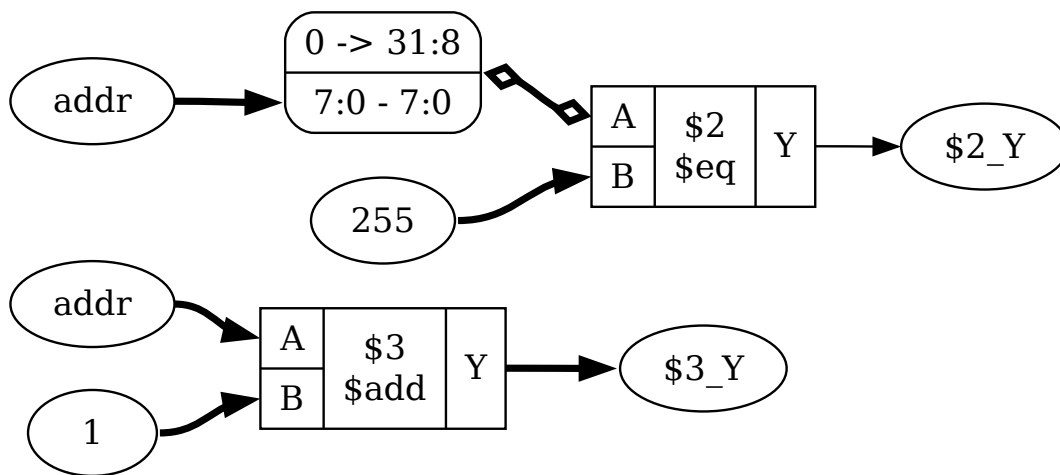 addr
0 -> 31:8
7:0 - 7:0
255
A
B
$2
$eq
Y
$2_Y
addr
1
A
B
$3
$add
Y
$3_Y